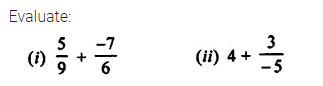 Evaluate:
(i) 5/9 + -7/6 (ii) 4 + 3/-5